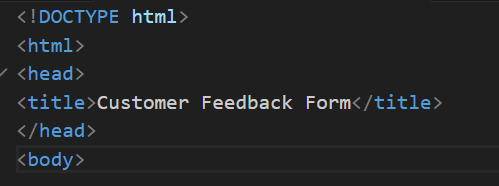 <!DOCTYPE html>
<html>
<head>
<title>Customer Feedback Form</title>
</head>
<body>